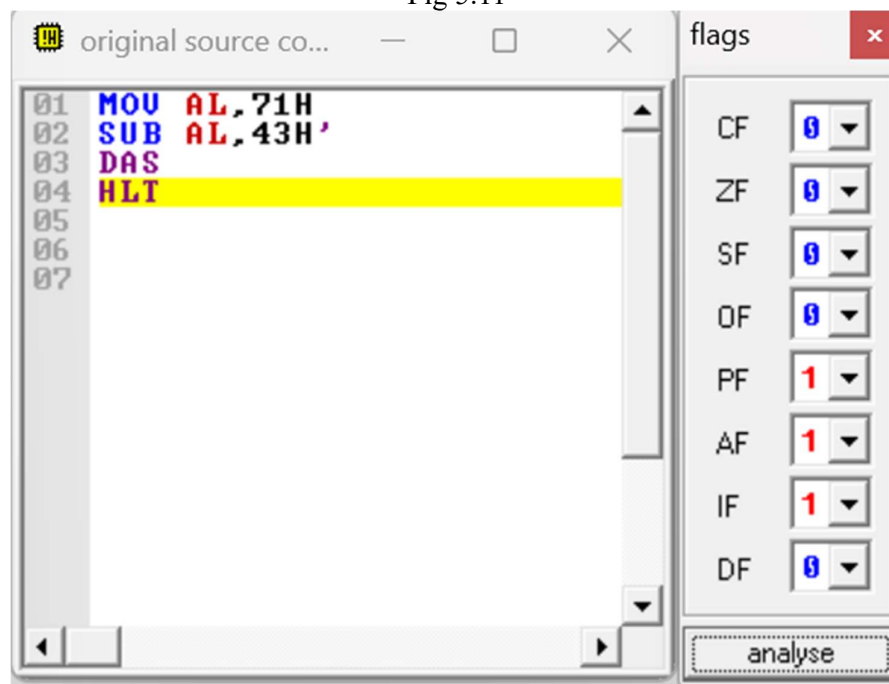 Fig 3.11
original source co...
flags
01 MOV AL,71H
02 SUB AL,43H'
03 DAS
04 HLT
05
06
07
CF 0
ZF 0
SF 0
OF 0
PF 1
AF 1
IF 1
DF 0
analyse